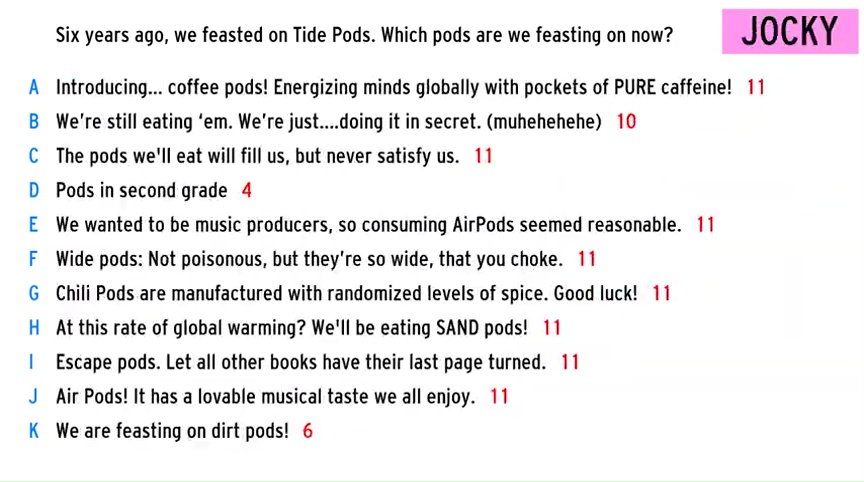 Six years ago, we feasted on Tide Pods. Which pods are we feasting on now?
JOCKY
A Introducing... coffee pods! Energizing minds globally with pockets of PURE caffeine! 11
B We're still eating ‘em. We're just....doing it in secret. (muhehehehe) 10
C The pods we'll eat will fill us, but never satisfy us. 11
D Pods in second grade 4
E We wanted to be music producers, so consuming AirPods seemed reasonable. 11
F Wide pods: Not poisonous, but they're so wide, that you choke. 11
G Chili Pods are manufactured with randomized levels of spice. Good luck! 11
H At this rate of global warming? We'll be eating SAND pods! 11
I Escape pods. Let all other books have their last page turned. 11
J Air Pods! It has a lovable musical taste we all enjoy. 11
K We are feasting on dirt pods! 6